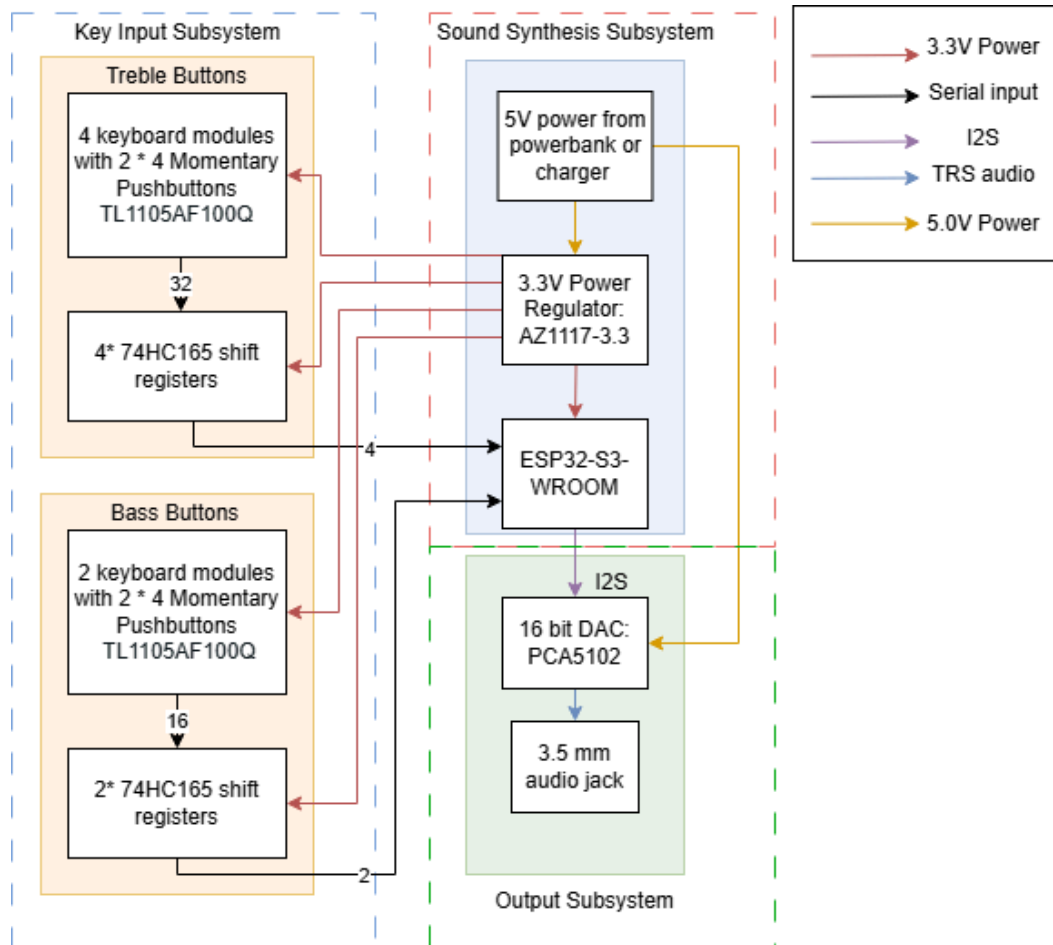 Key Input Subsystem
Treble Buttons
4 keyboard modules
with 2 * 4 Momentary
Pushbuttons
TL1105AF100Q
32
4* 74HC165 shift
registers
4
Bass Buttons
2 keyboard modules
with 2 * 4 Momentary
Pushbuttons
TL1105AF100Q
16
2* 74HC165 shift
registers
2
Sound Synthesis Subsystem
5V power from
powerbank or
charger
3.3V Power
Regulator:
AZ1117-3.3
ESP32-S3-
WROOM
I2S
16 bit DAC:
PCA5102
3.5 mm
audio jack
Output Subsystem
3.3V Power
Serial input
I2S
TRS audio
5.0V Power